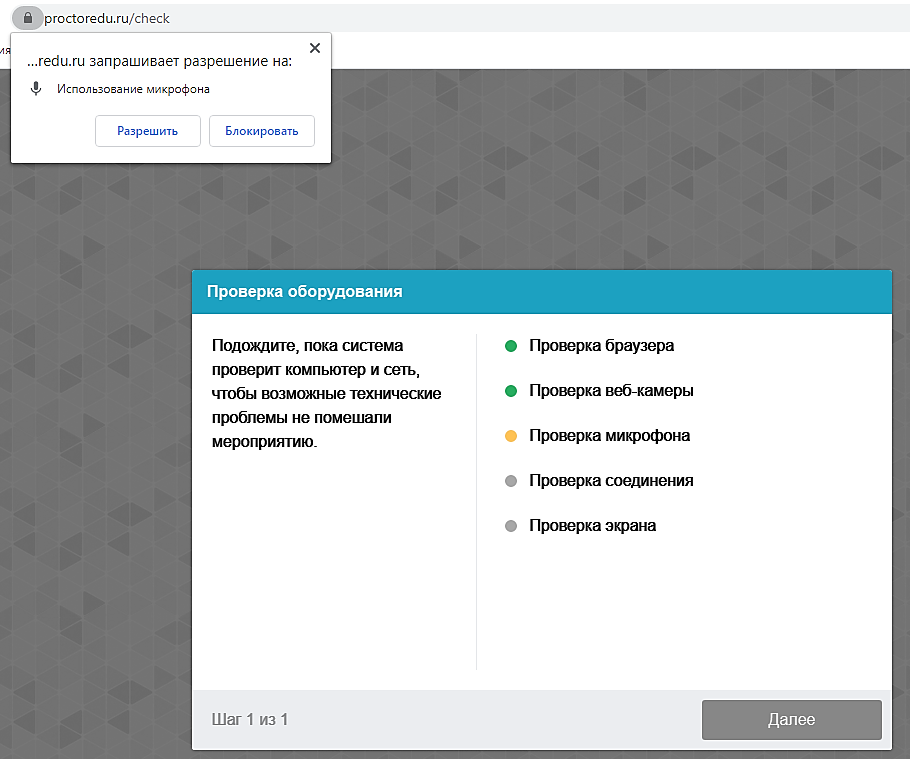 proctoredu.ru/check
ия
...redu.ru запрашивает разрешение на:
Использование микрофона
Разрешить
Блокировать
Проверка оборудования
Подождите, пока система
проверит компьютер и сеть,
чтобы возможные технические
проблемы не помешали
мероприятию.
Проверка браузера
Проверка веб-камеры
Проверка микрофона
Проверка соединения
Проверка экрана
Шаг 1 из 1
Далее